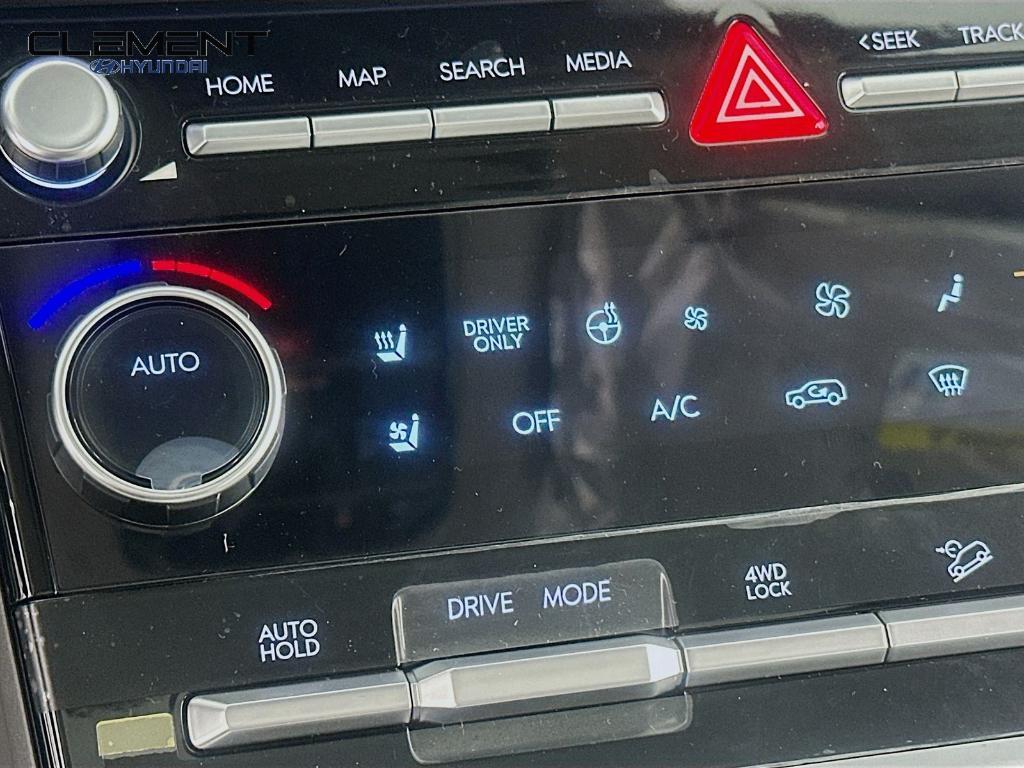 CLEMENT
HYUNDAI
HOME MAP SEARCH MEDIA <SEEK TRACK
AUTO
DRIVER
ONLY
OFF A/C
AUTO
HOLD
DRIVE MODE
4WD
LOCK